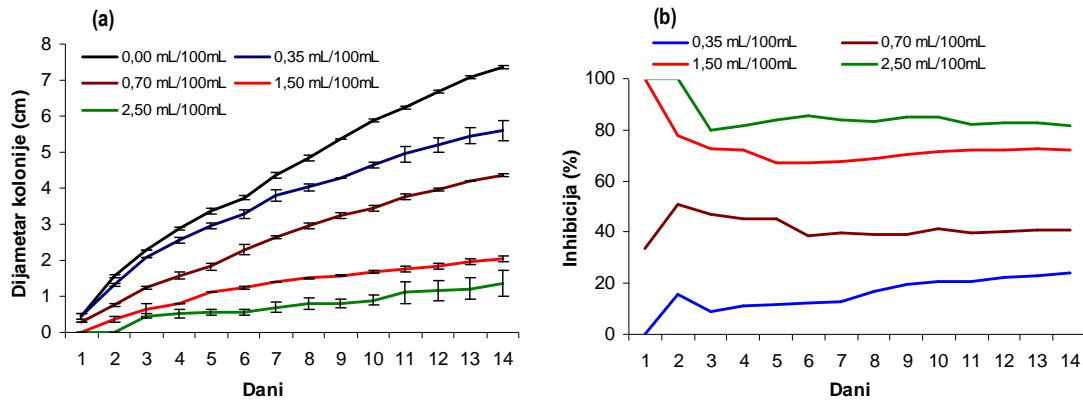 (a)
0,00 mL/100mL 0,35 mL/100mL
0,70 mL/100mL 1,50 mL/100mL
2,50 mL/100mL
Dijametar kolonije (cm)
9
8
7
6
5
4
3
2
1
0
1 2 3 4 5 6 7 8 9 10 11 12 13 14
Dani
(b)
0,35 mL/100mL 0,70 mL/100mL
1,50 mL/100mL 2,50 mL/100mL
Inhibicija (%)
100
80
60
40
20
0
1 2 3 4 5 6 7 8 9 10 11 12 13 14
Dani